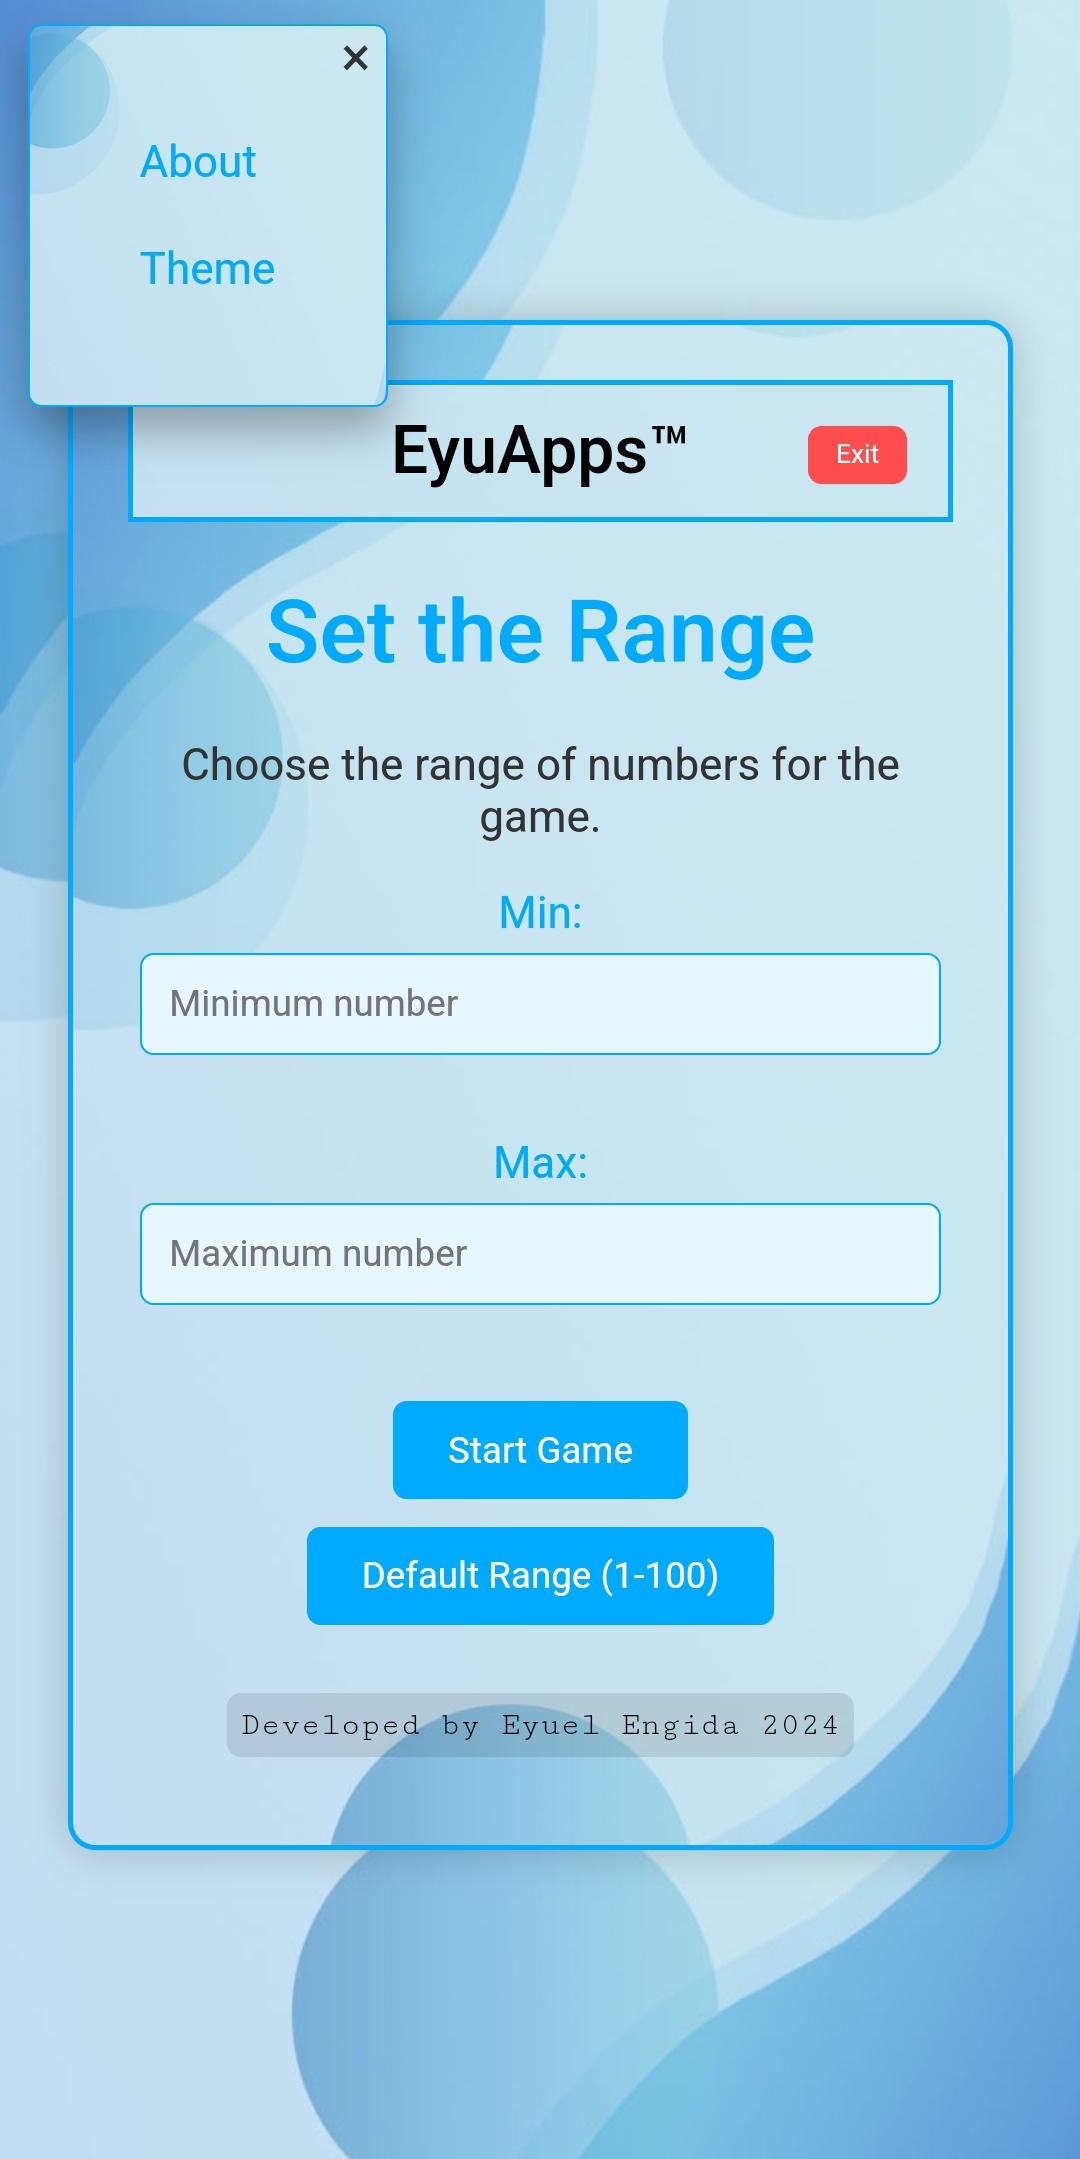 ×
About
Theme
EyuApps™
Exit
Set the Range
Choose the range of numbers for the
game.
Min:
Minimum number
Max:
Maximum number
Start Game
Default Range (1-100)
Developed by Eyuel Engida 2024